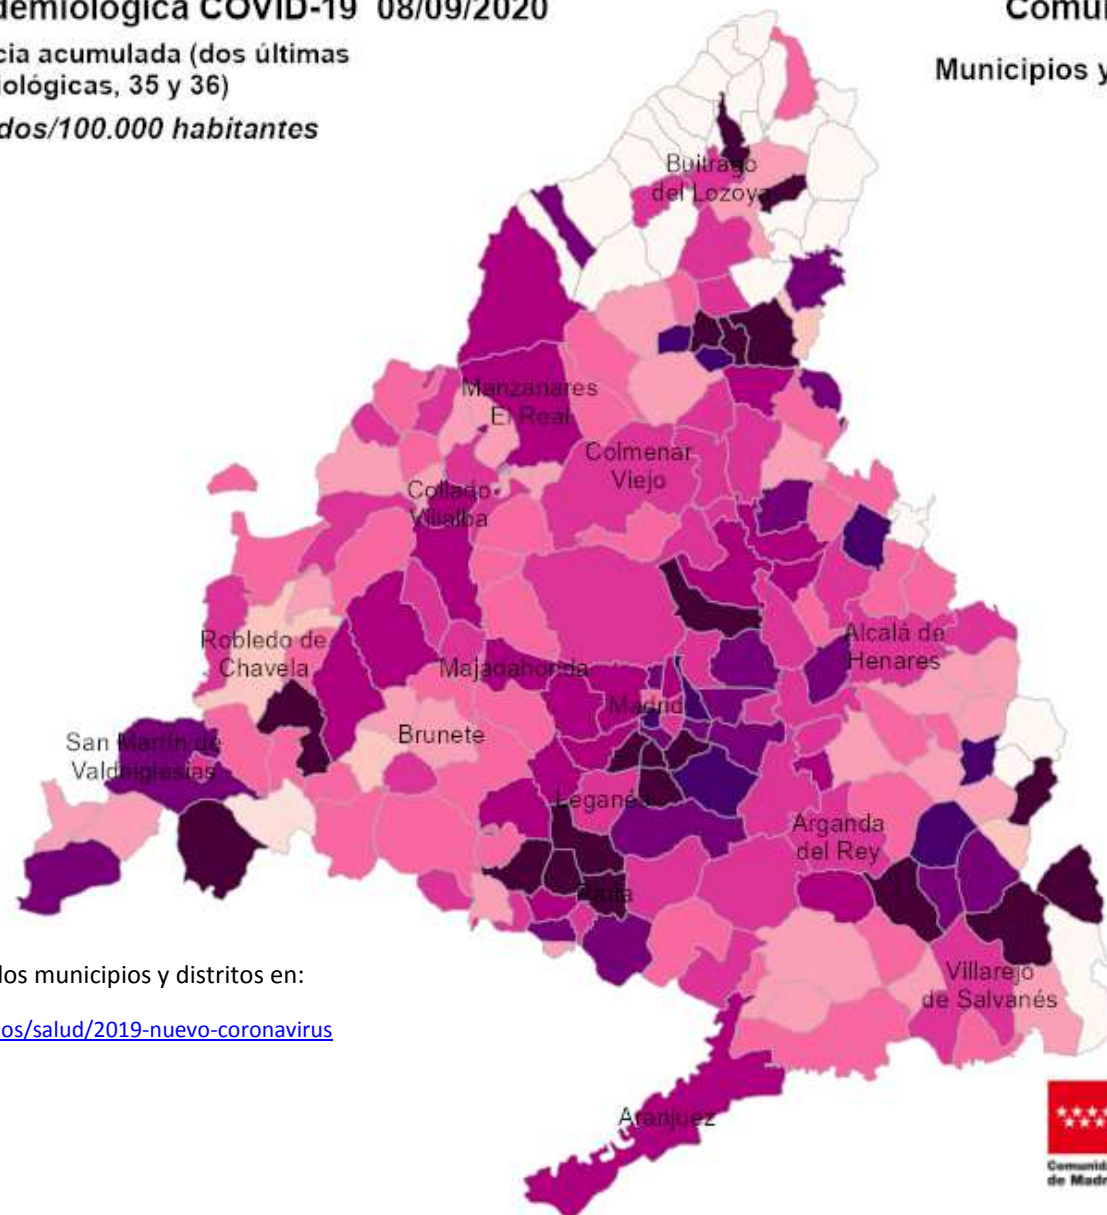 demiológica COVID-19 08/09/2020
cia acumulada (dos últimas
iológicas, 35 y 36)
dos/100.000 habitantes
Comu
Municipios y
Buitrago
del Lozoya
Manzanares
El Real
Colmenar
Viejo
Collado
Villalba
Robledo de
Chavela
Alcalá de
Henares
Majadahonda
Madrid
Brunete
San Martín de
Valdeiglesias
Leganés
Arganda
del Rey
Parla
Villarejo
de Salvanés
Aranjuez
los municipios y distritos en:
os/salud/2019-nuevo-coronavirus
Comunid
de Madr